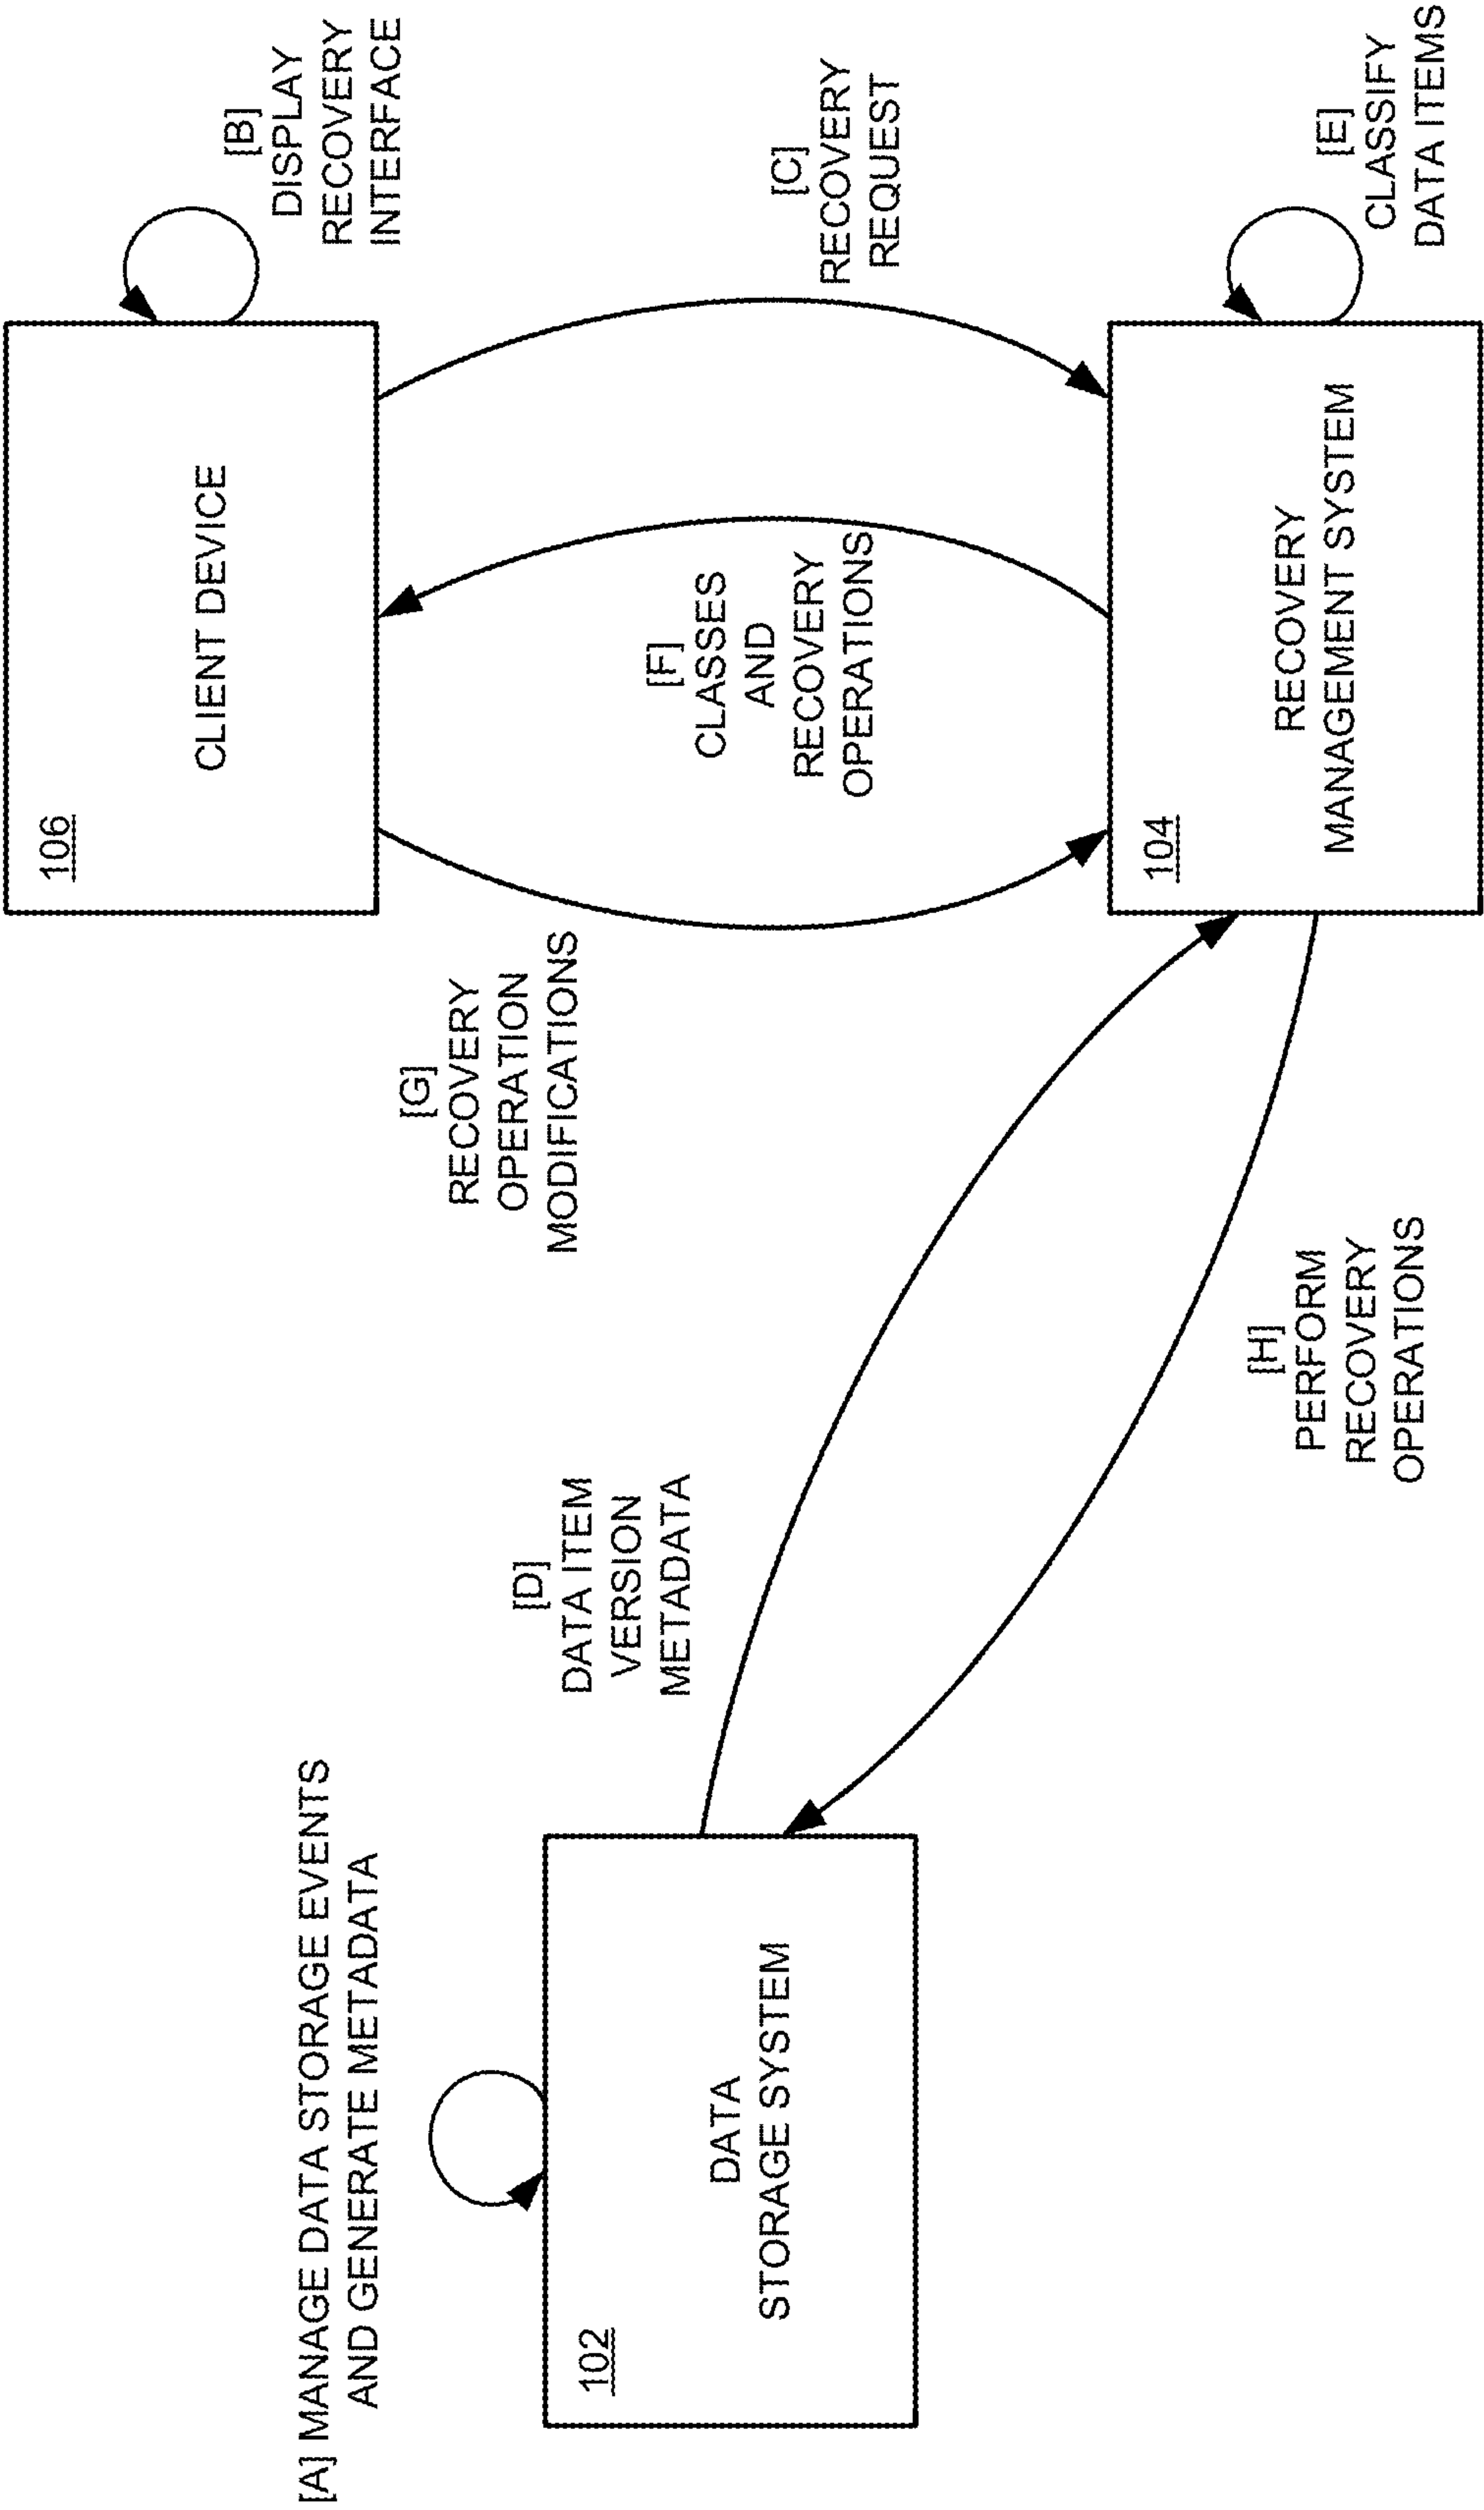 [A] MANAGE DATA STORAGE EVENTS
AND GENERATE METADATA
102
DATA
STORAGE SYSTEM
[D]
DATA ITEM
VERSION
METADATA
[H]
PERFORM
RECOVERY
OPERATIONS
[G]
RECOVERY
OPERATION
MODIFICATIONS
106
CLIENT DEVICE
[B]
DISPLAY
RECOVERY
INTERFACE
[F]
CLASSES
AND
RECOVERY
OPERATIONS
[C]
RECOVERY
REQUEST
104
RECOVERY
MANAGEMENT SYSTEM
[E]
CLASSIFY
DATA ITEMS